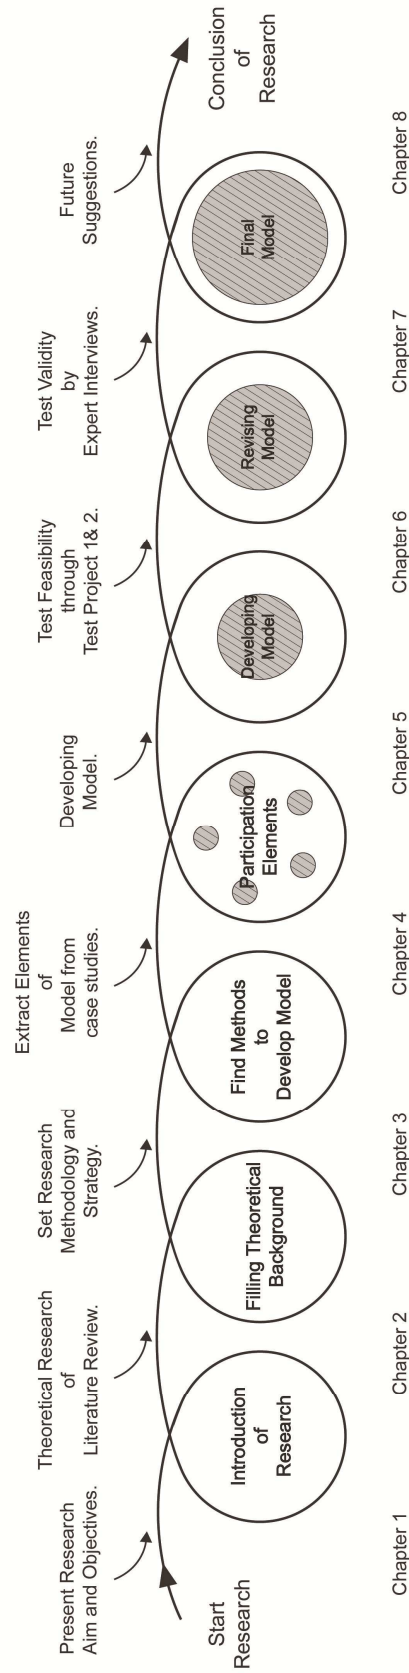 Present Research
Aim and Objectives.
Theoretical Research
of
Literature Review.
Set Research
Methodology and
Strategy.
Extract Elements
of
Model from
case studies.
Developing
Model.
Test Feasibility
through
Test Project 1& 2.
Test Validity
by
Expert Interviews.
Future
Suggestions.
Start
Research
Introduction
of
Research
Filling Theoretical
Background
Find Methods
to
Develop Model
Participation
Elements
Developing
Model
Revising
Model
Final
Model
Conclusion
of
Research
Chapter 1
Chapter 2
Chapter 3
Chapter 4
Chapter 5
Chapter 6
Chapter 7
Chapter 8